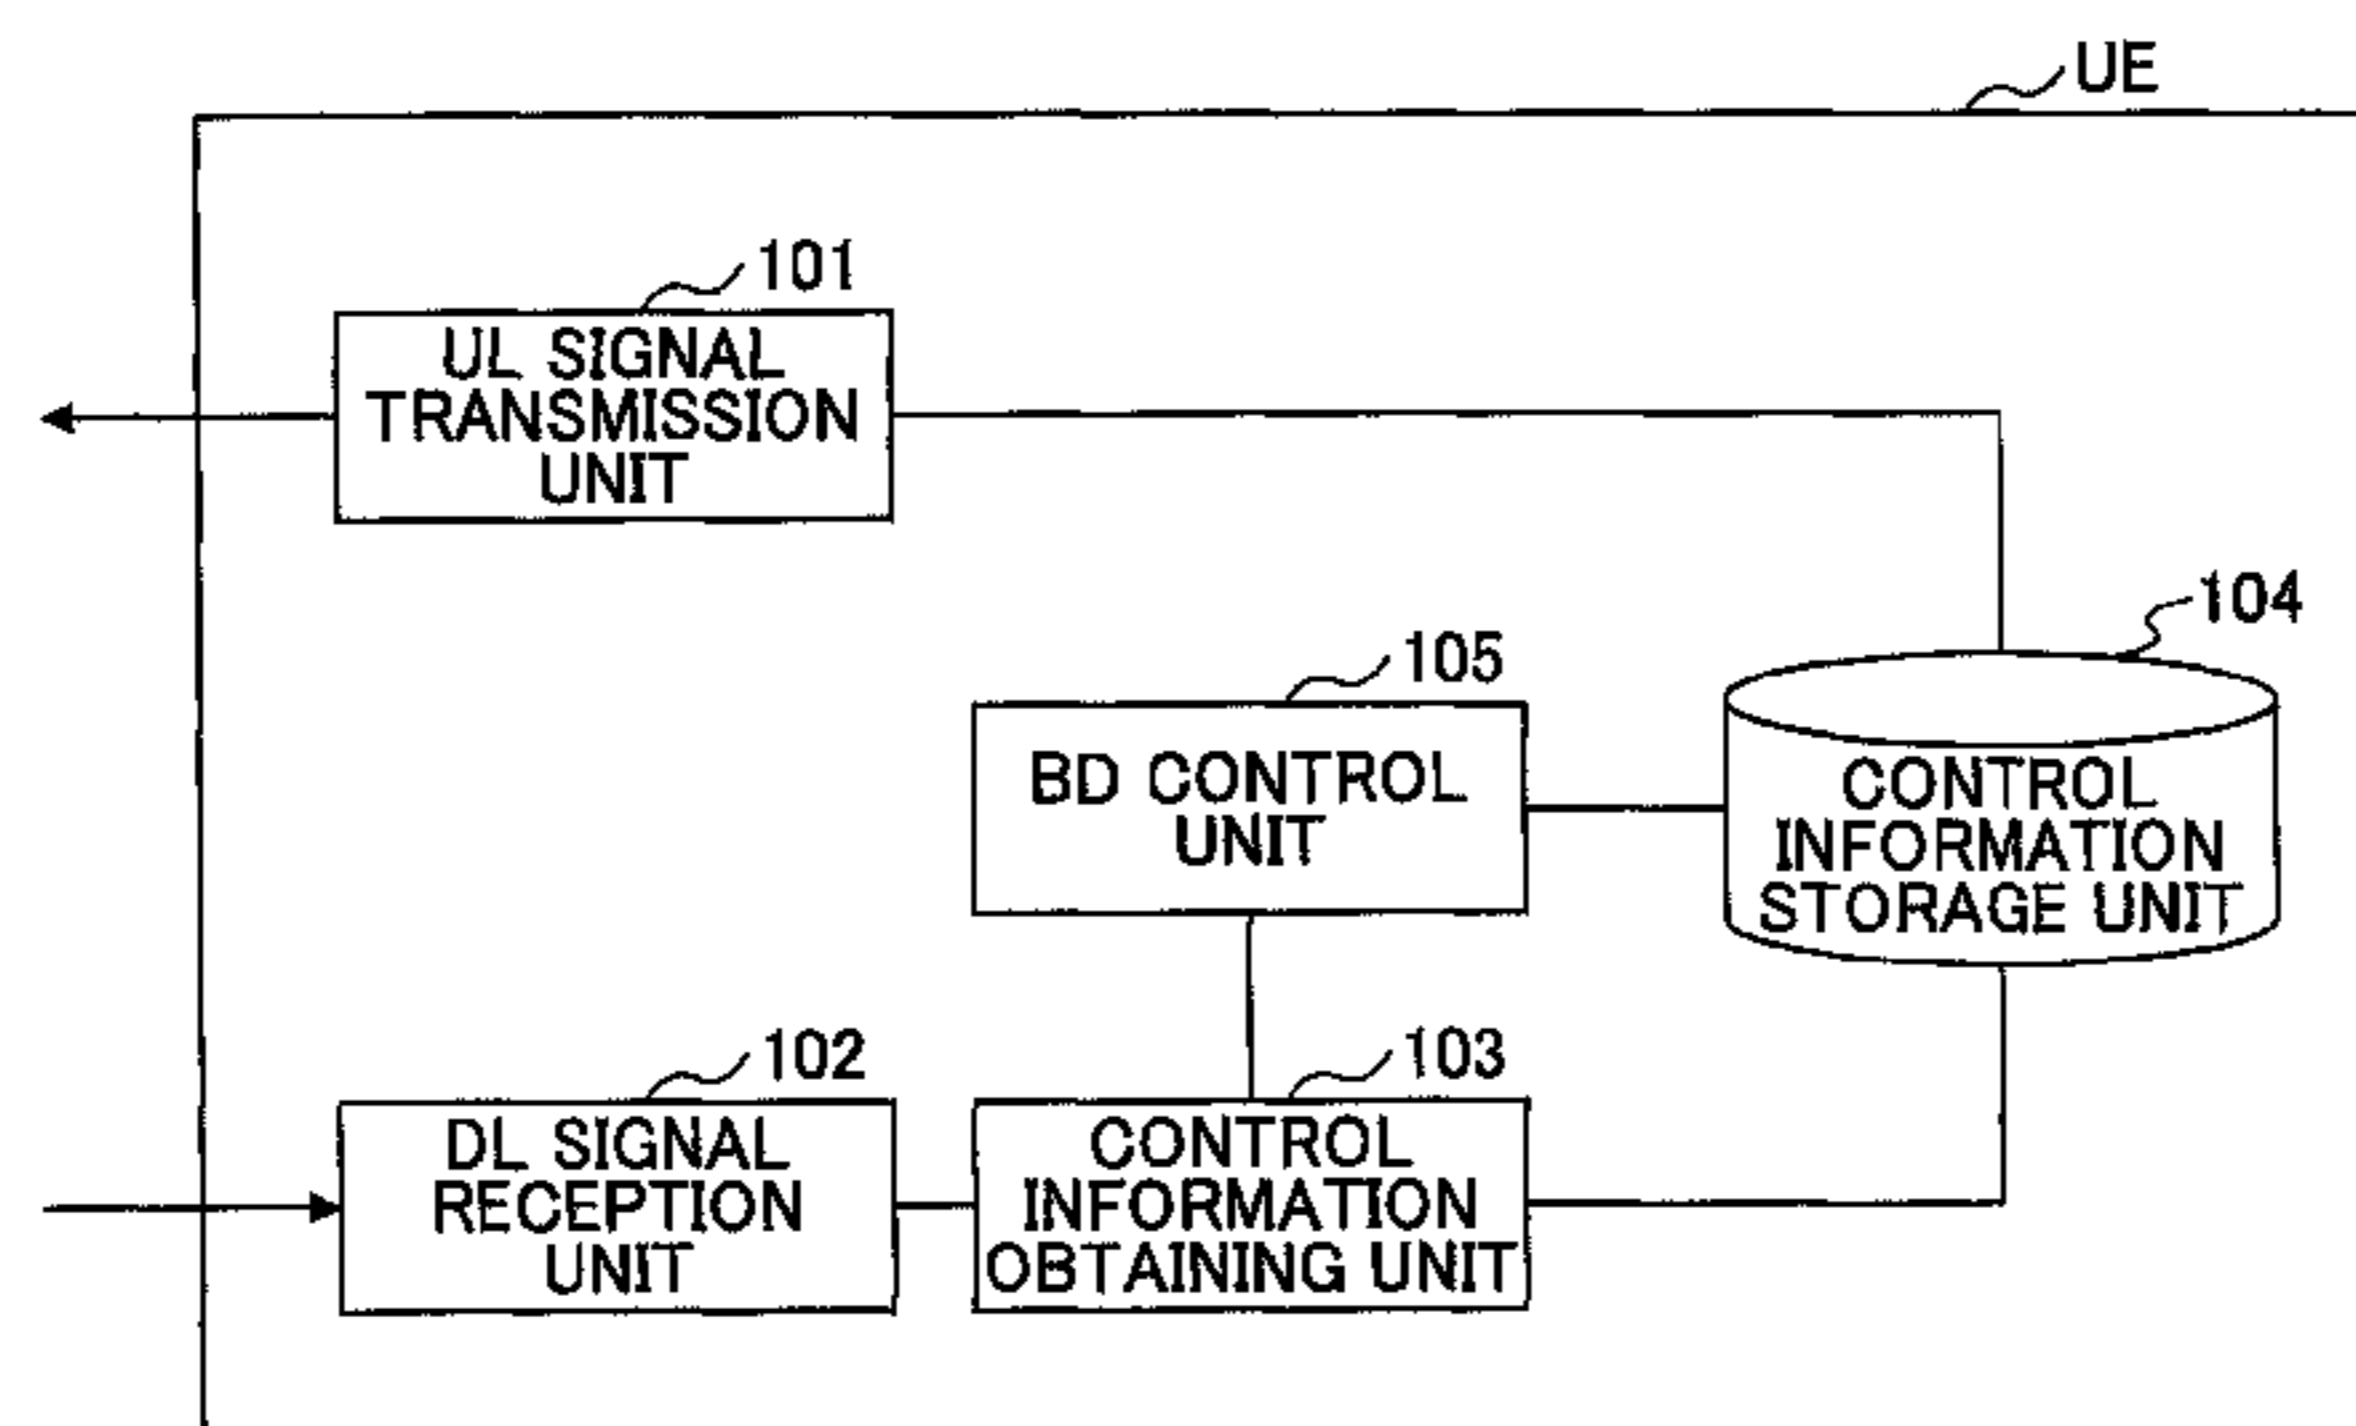 UE
101
UL SIGNAL
TRANSMISSION
UNIT
104
105
BD CONTROL
UNIT
CONTROL
INFORMATION
STORAGE UNIT
102
DL SIGNAL
RECEPTION
UNIT
103
CONTROL
INFORMATION
OBTAINING UNIT